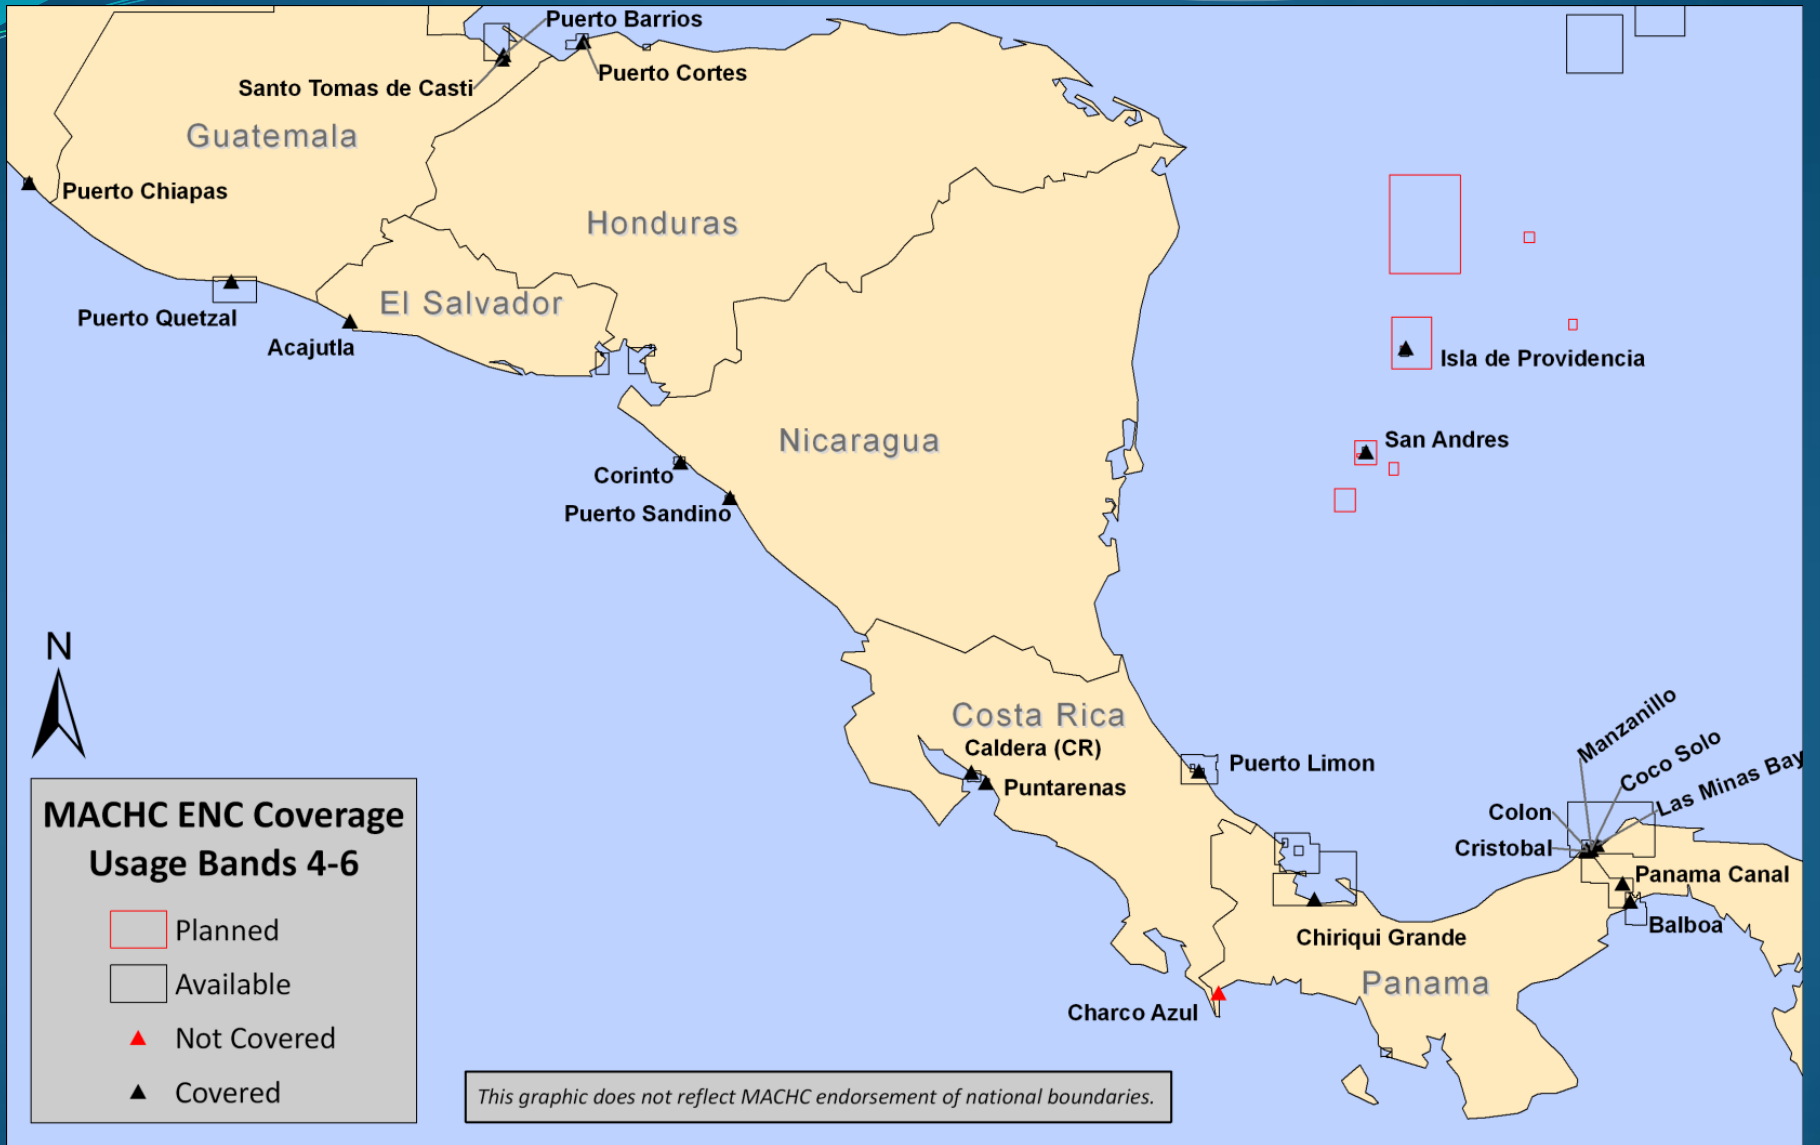 Puerto Barrios
Puerto Cortes
Santo Tomas de Casti
Guatemala
Puerto Chiapas
Honduras
El Salvador
Puerto Quetzal
Acajutla
Isla de Providencia
San Andres
Nicaragua
Corinto
Puerto Sandino
N
Costa Rica
Caldera (CR)
Puntarenas
Puerto Limon
Manzanillo
Coco Solo
Las Minas Bay
Colon
Cristobal
Panama Canal
Balboa
Chiriqui Grande
Panama
Charco Azul
MACHC ENC Coverage
Usage Bands 4-6
Planned
Available
Not Covered
Covered
This graphic does not reflect MACHC endorsement of national boundaries.